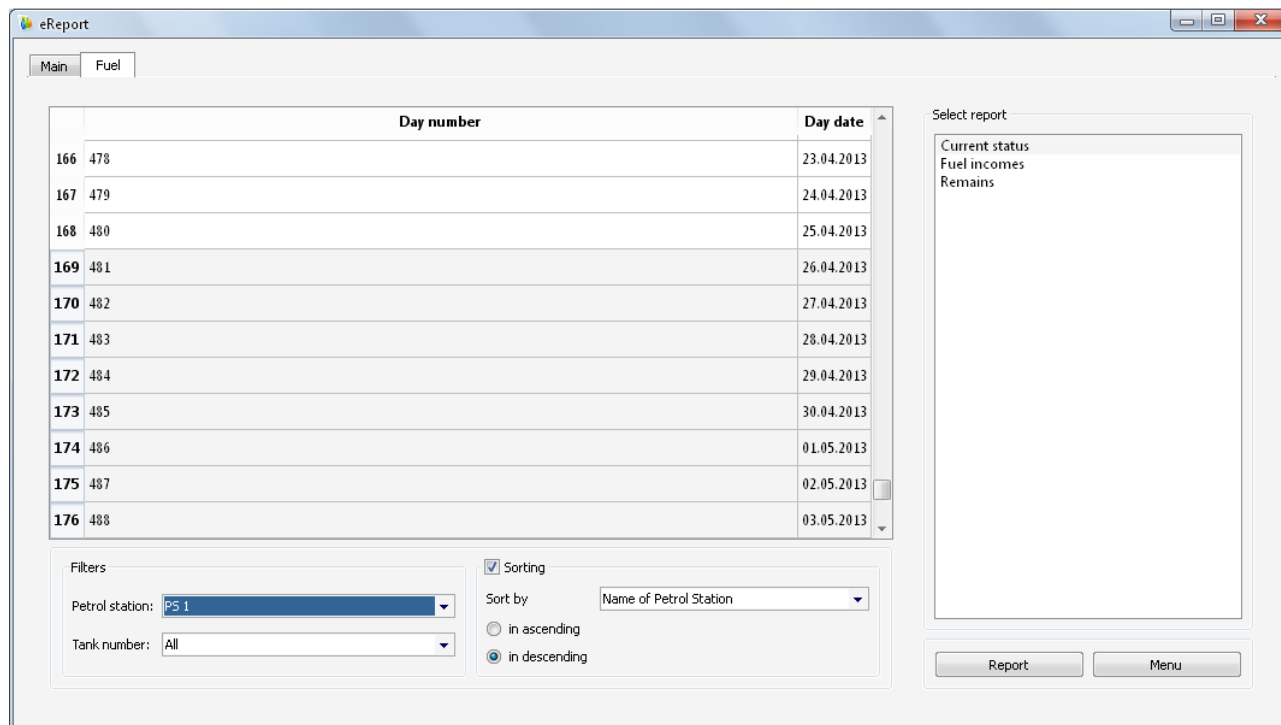 eReport
Main Fuel
Day number Day date
166 478 23.04.2013
167 479 24.04.2013
168 480 25.04.2013
169 481 26.04.2013
170 482 27.04.2013
171 483 28.04.2013
172 484 29.04.2013
173 485 30.04.2013
174 486 01.05.2013
175 487 02.05.2013
176 488 03.05.2013
Filters
Petrol station: PS 1
Tank number: All
Sorting
Sort by Name of Petrol Station
in ascending
in descending
Select report
Current status
Fuel incomes
Remains
Report Menu